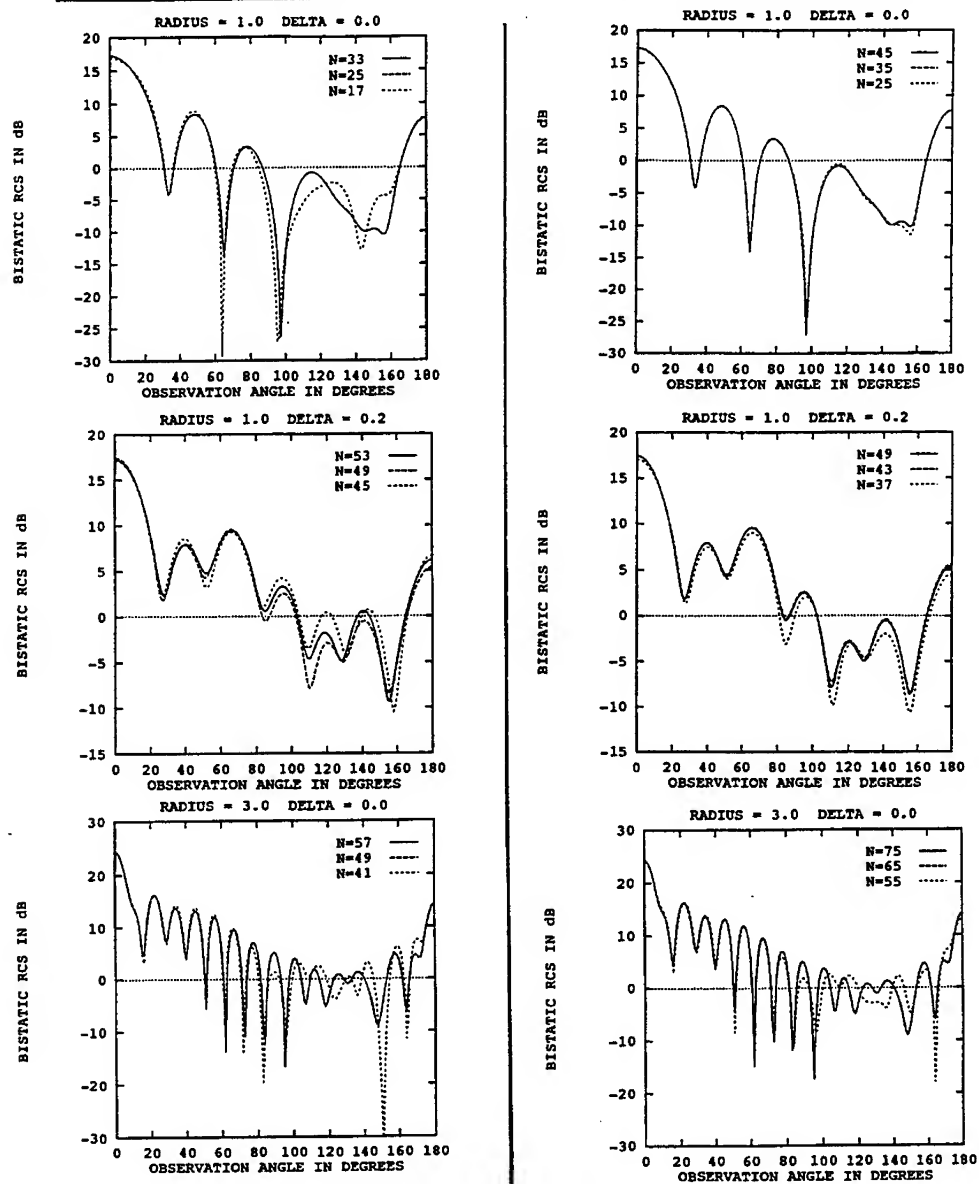 RADIUS = 1.0 DELTA = 0.0
20
15
10
5
0
-5
-10
-15
-20
-25
-30
N=33
N=25
N=17
BISTATIC RCS IN dB
0 20 40 60 80 100 120 140 160 180
OBSERVATION ANGLE IN DEGREES
RADIUS = 1.0 DELTA = 0.0
20
15
10
5
0
-5
-10
-15
-20
-25
-30
N=45
N=35
N=25
BISTATIC RCS IN dB
0 20 40 60 80 100 120 140 160 180
OBSERVATION ANGLE IN DEGREES
RADIUS = 1.0 DELTA = 0.2
20
15
10
5
0
-5
-10
-15
N=53
N=49
N=45
BISTATIC RCS IN dB
0 20 40 60 80 100 120 140 160 180
OBSERVATION ANGLE IN DEGREES
RADIUS = 1.0 DELTA = 0.2
20
15
10
5
0
-5
-10
-15
N=49
N=43
N=37
BISTATIC RCS IN dB
0 20 40 60 80 100 120 140 160 180
OBSERVATION ANGLE IN DEGREES
RADIUS = 3.0 DELTA = 0.0
30
20
10
0
-10
-20
-30
N=57
N=49
N=41
BISTATIC RCS IN dB
0 20 40 60 80 100 120 140 160 180
OBSERVATION ANGLE IN DEGREES
RADIUS = 3.0 DELTA = 0.0
30
20
10
0
-10
-20
-30
N=75
N=65
N=55
BISTATIC RCS IN dB
0 20 40 60 80 100 120 140 160 180
OBSERVATION ANGLE IN DEGREES